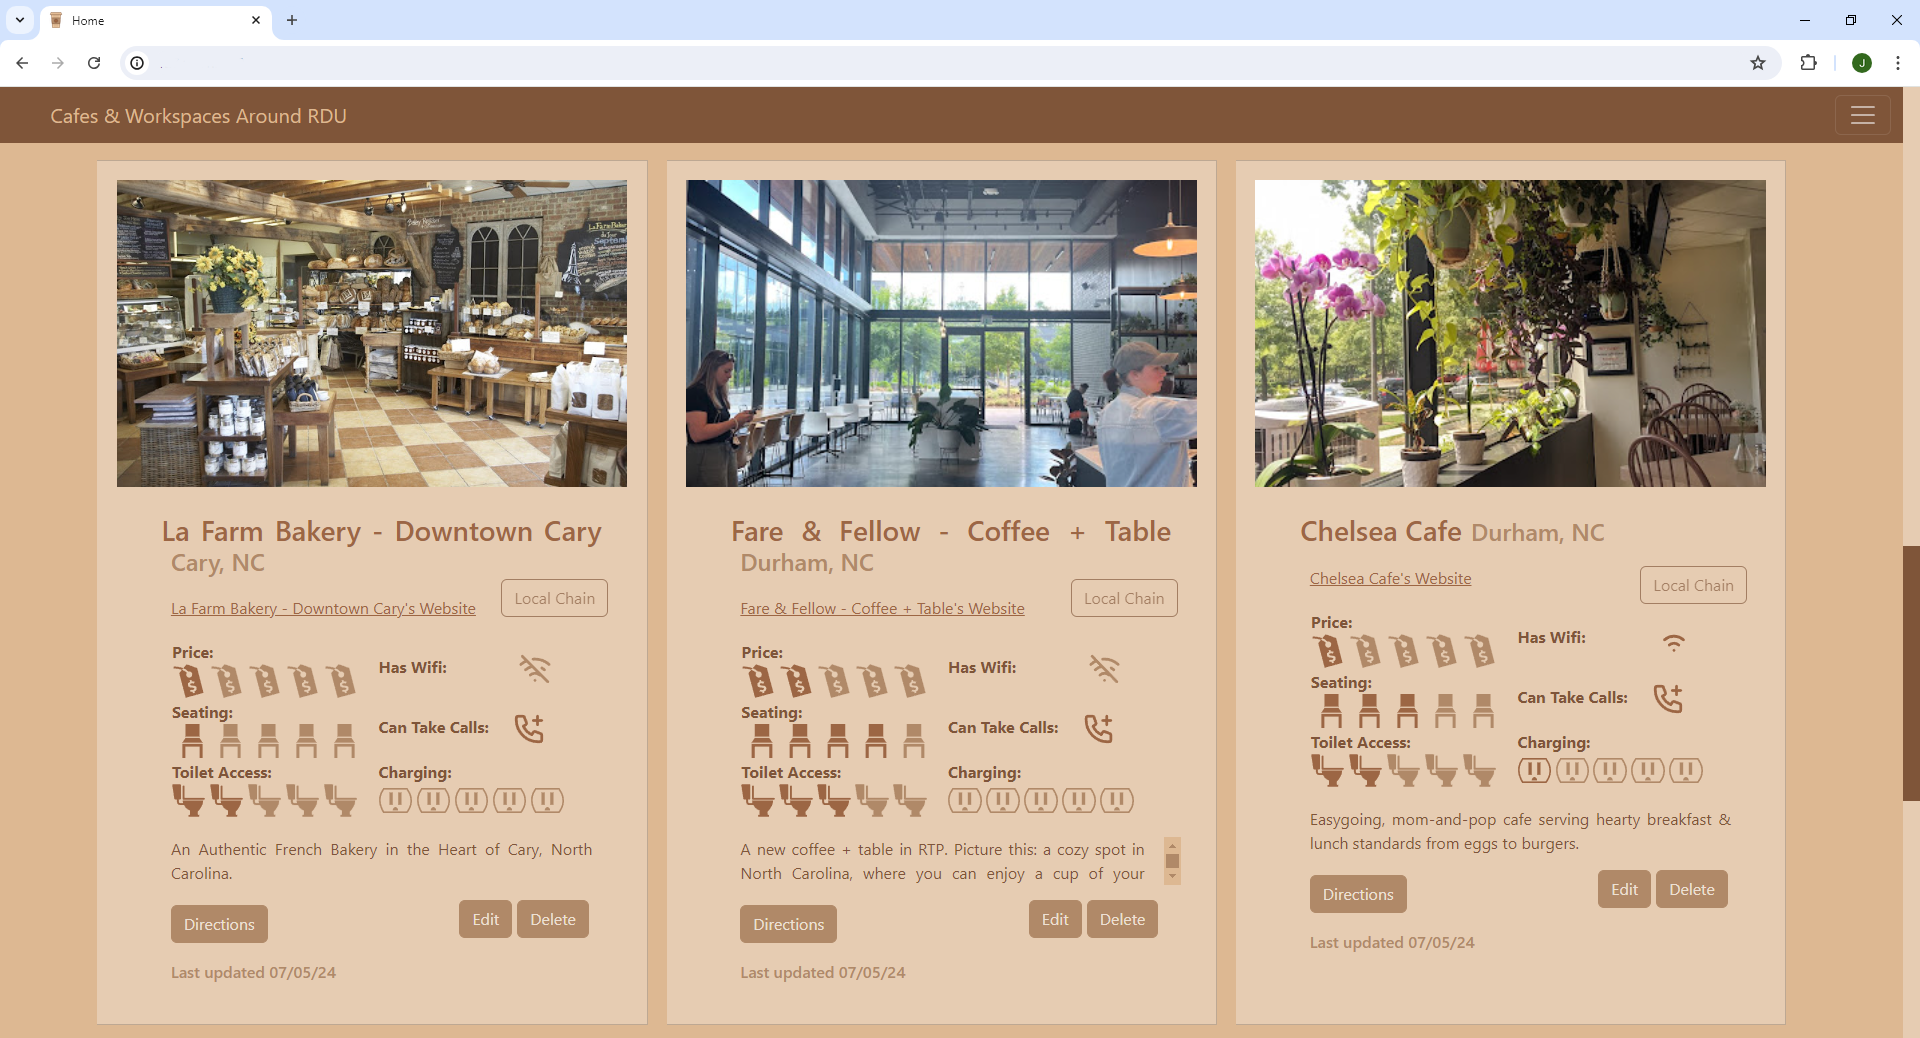 Home
J
Cafes & Workspaces Around RDU
La Farm Bakery - Downtown Cary
Cary, NC
Local Chain
La Farm Bakery - Downtown Cary's Website
Price:
Has Wifi:
Seating:
Can Take Calls:
Toilet Access:
Charging:
An Authentic French Bakery in the Heart of Cary, North
Carolina.
Directions
Edit
Delete
Last updated 07/05/24
Fare & Fellow - Coffee + Table
Durham, NC
Local Chain
Fare & Fellow - Coffee + Table's Website
Price:
Has Wifi:
Seating:
Can Take Calls:
Toilet Access:
Charging:
A new coffee + table in RTP. Picture this: a cozy spot in
North Carolina, where you can enjoy a cup of your
Directions
Edit
Delete
Last updated 07/05/24
Chelsea Cafe Durham, NC
Chelsea Cafe's Website
Local Chain
Price:
Has Wifi:
Seating:
Can Take Calls:
Toilet Access:
Charging:
Easygoing, mom-and-pop cafe serving hearty breakfast &
lunch standards from eggs to burgers.
Directions
Edit
Delete
Last updated 07/05/24